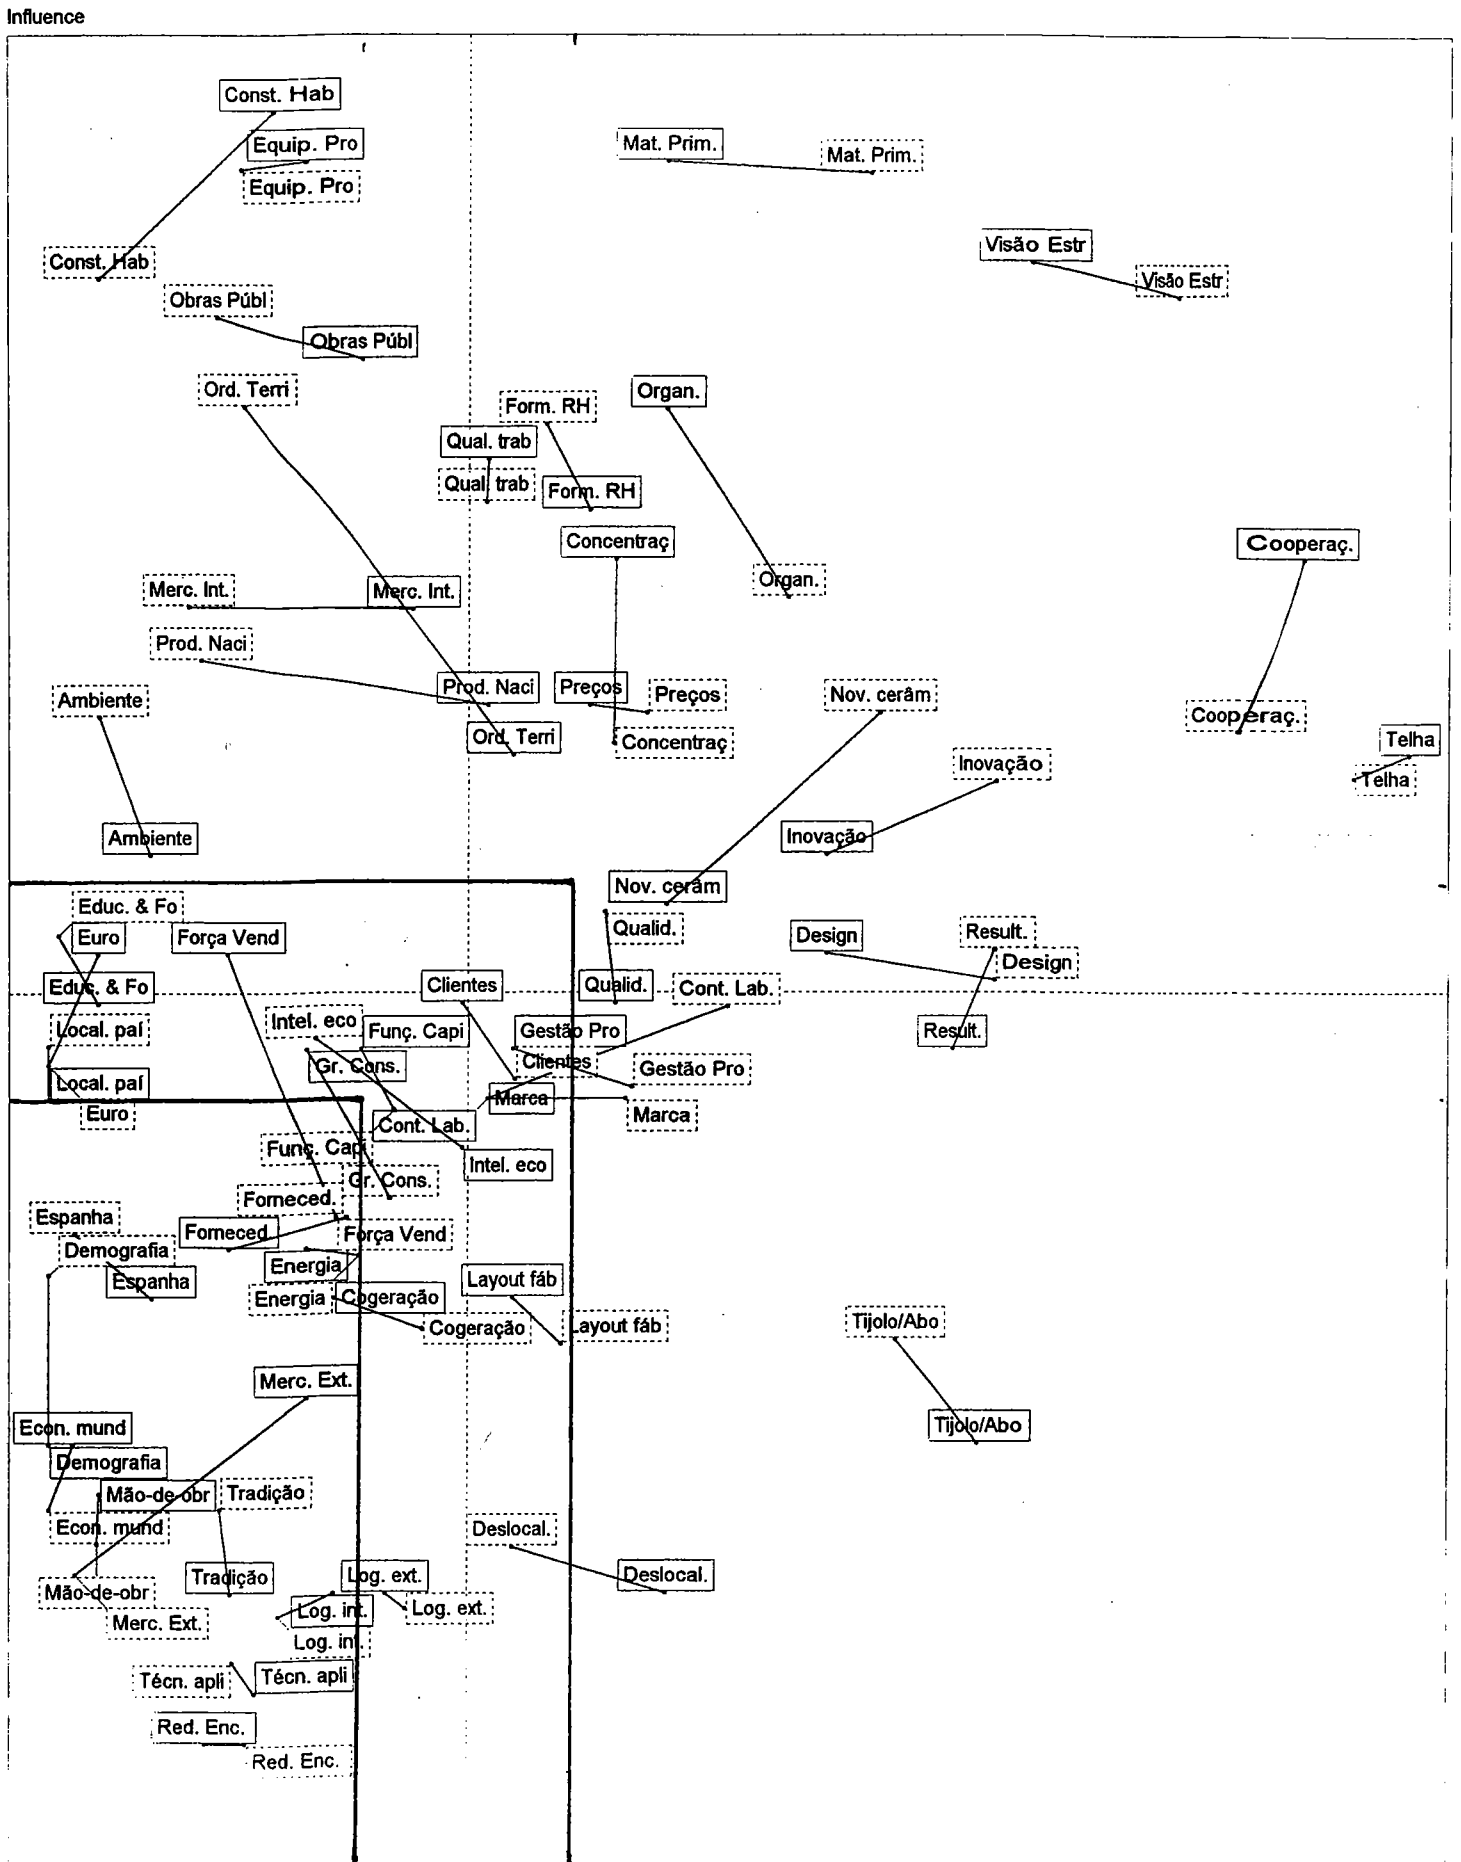 Influence
Const. Hab
Equip. Pro
Mat. Prim.
Mat. Prim.
Equip. Pro
Visão Estr
Const. Hab
Visão Estr
Obras Públ
Obras Públ
Ord. Terri
Organ.
Form. RH
Qual. trab
Qual. trab
Form. RH
Concentraç
Cooperaç.
Organ.
Merc. Int.
Merc. Int.
Prod. Naci
Prod. Naci
Preços
Preços
Nov. cerâm
Ambiente
Cooperaç.
Ord. Terri
Concentraç
Telha
Inovação
Telha
Inovação
Ambiente
Nov. cerâm
Educ. & Fo
Qualid.
Euro
Força Vend
Design
Result.
Design
Educ. & Fo
Clientes
Qualid.
Cont. Lab.
Intel. eco
Local. paí
Funç. Capi
Gestão Pro
Result.
Gr. Cons.
Clientes
Gestão Pro
Local. paí
Marca
Euro
Marca
Cont. Lab.
Funç. Capi
Intel. eco
Gr. Cons.
Forneced.
Espanha
Forneced.
Força Vend
Demografia
Energia
Espanha
Layout fáb
Energia
Cogeração
Cogeração
Layout fáb
Tijolo/Abo
Merc. Ext.
Econ. mund
Tijolo/Abo
Demografia
Mão-de-obr
Tradição
Econ. mund
Deslocal.
Tradição
Log. ext.
Deslocal.
Mão-de-obr
Log. int.
Log. ext.
Merc. Ext.
Log. int.
Técn. apli
Técn. apli
Red. Enc.
Red. Enc.